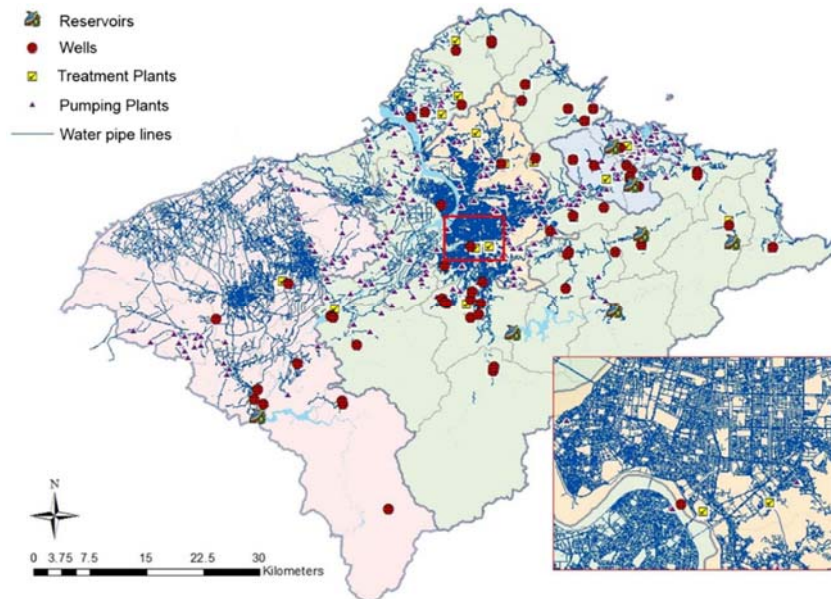 Reservoirs
Wells
Treatment Plants
Pumping Plants
Water pipe lines
N
0 3.75 7.5 15 22.5 30
Kilometers